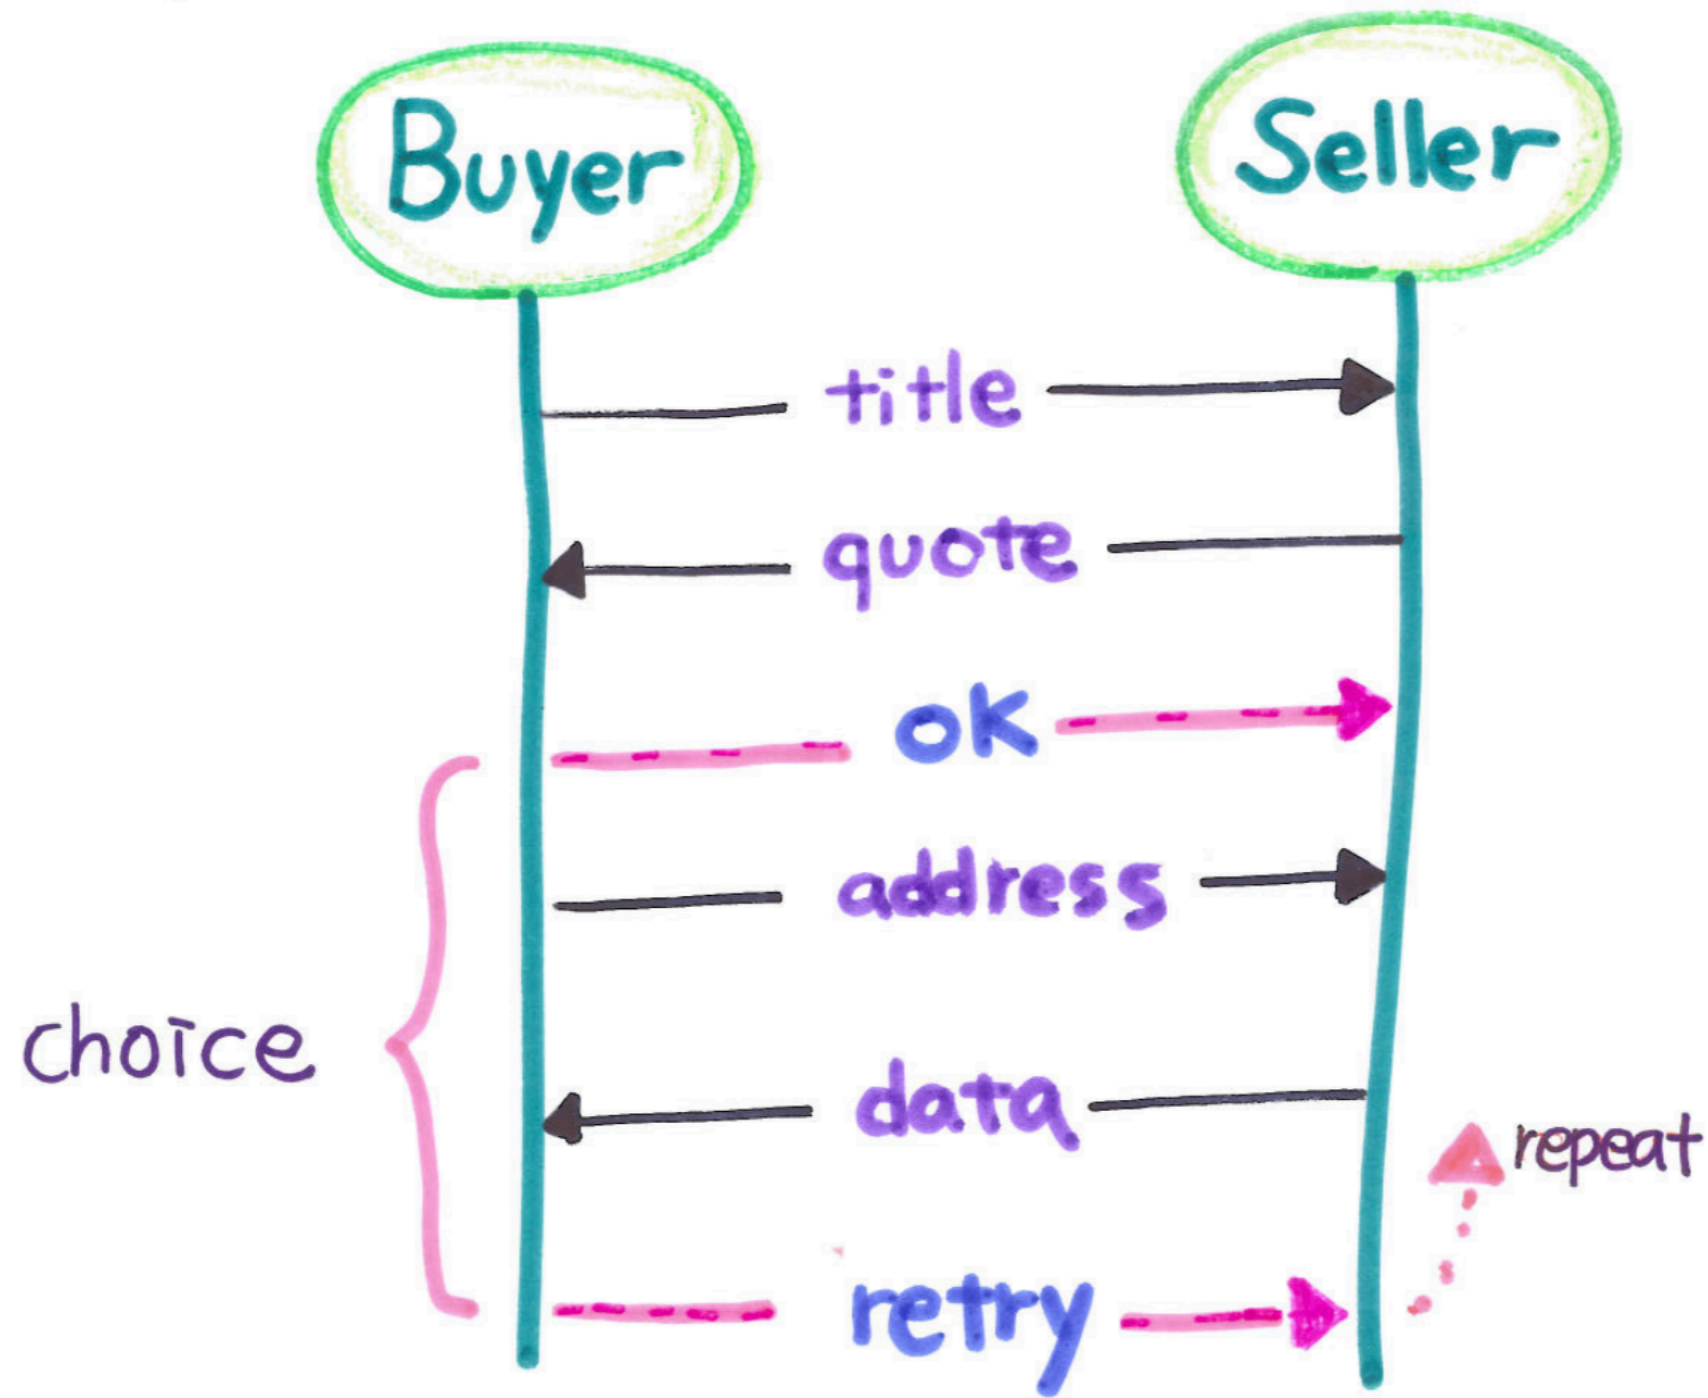 Buyer
Seller
title
quote
ok
address
choice
data
repeat
retry